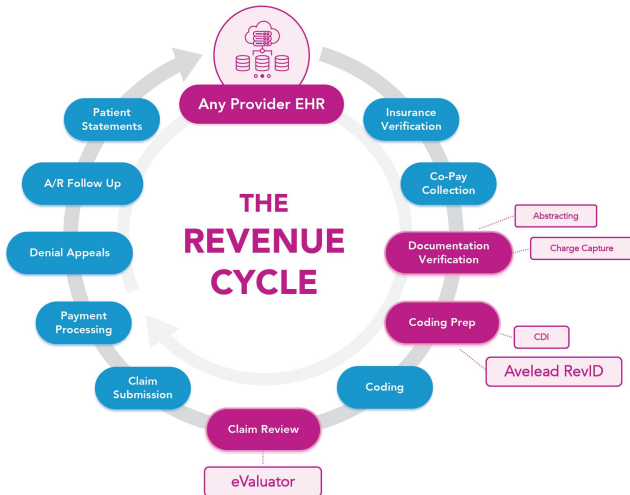 Any Provider EHR
Insurance
Verification
Co-Pay
Collection
Abstracting
Documentation
Verification
Charge Capture
Coding Prep
CDI
Avelead RevID
Coding
Claim Review
eValuator
Claim
Submission
Payment
Processing
Denial Appeals
A/R Follow Up
Patient
Statements
THE
REVENUE
CYCLE